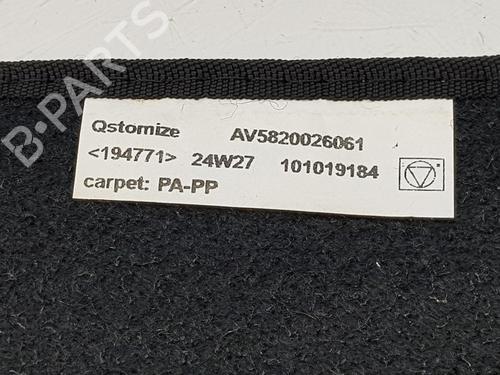 B-PARTS
Qstomize AV5820026061
<194771> 24W27 101019184
carpet: PA-PP